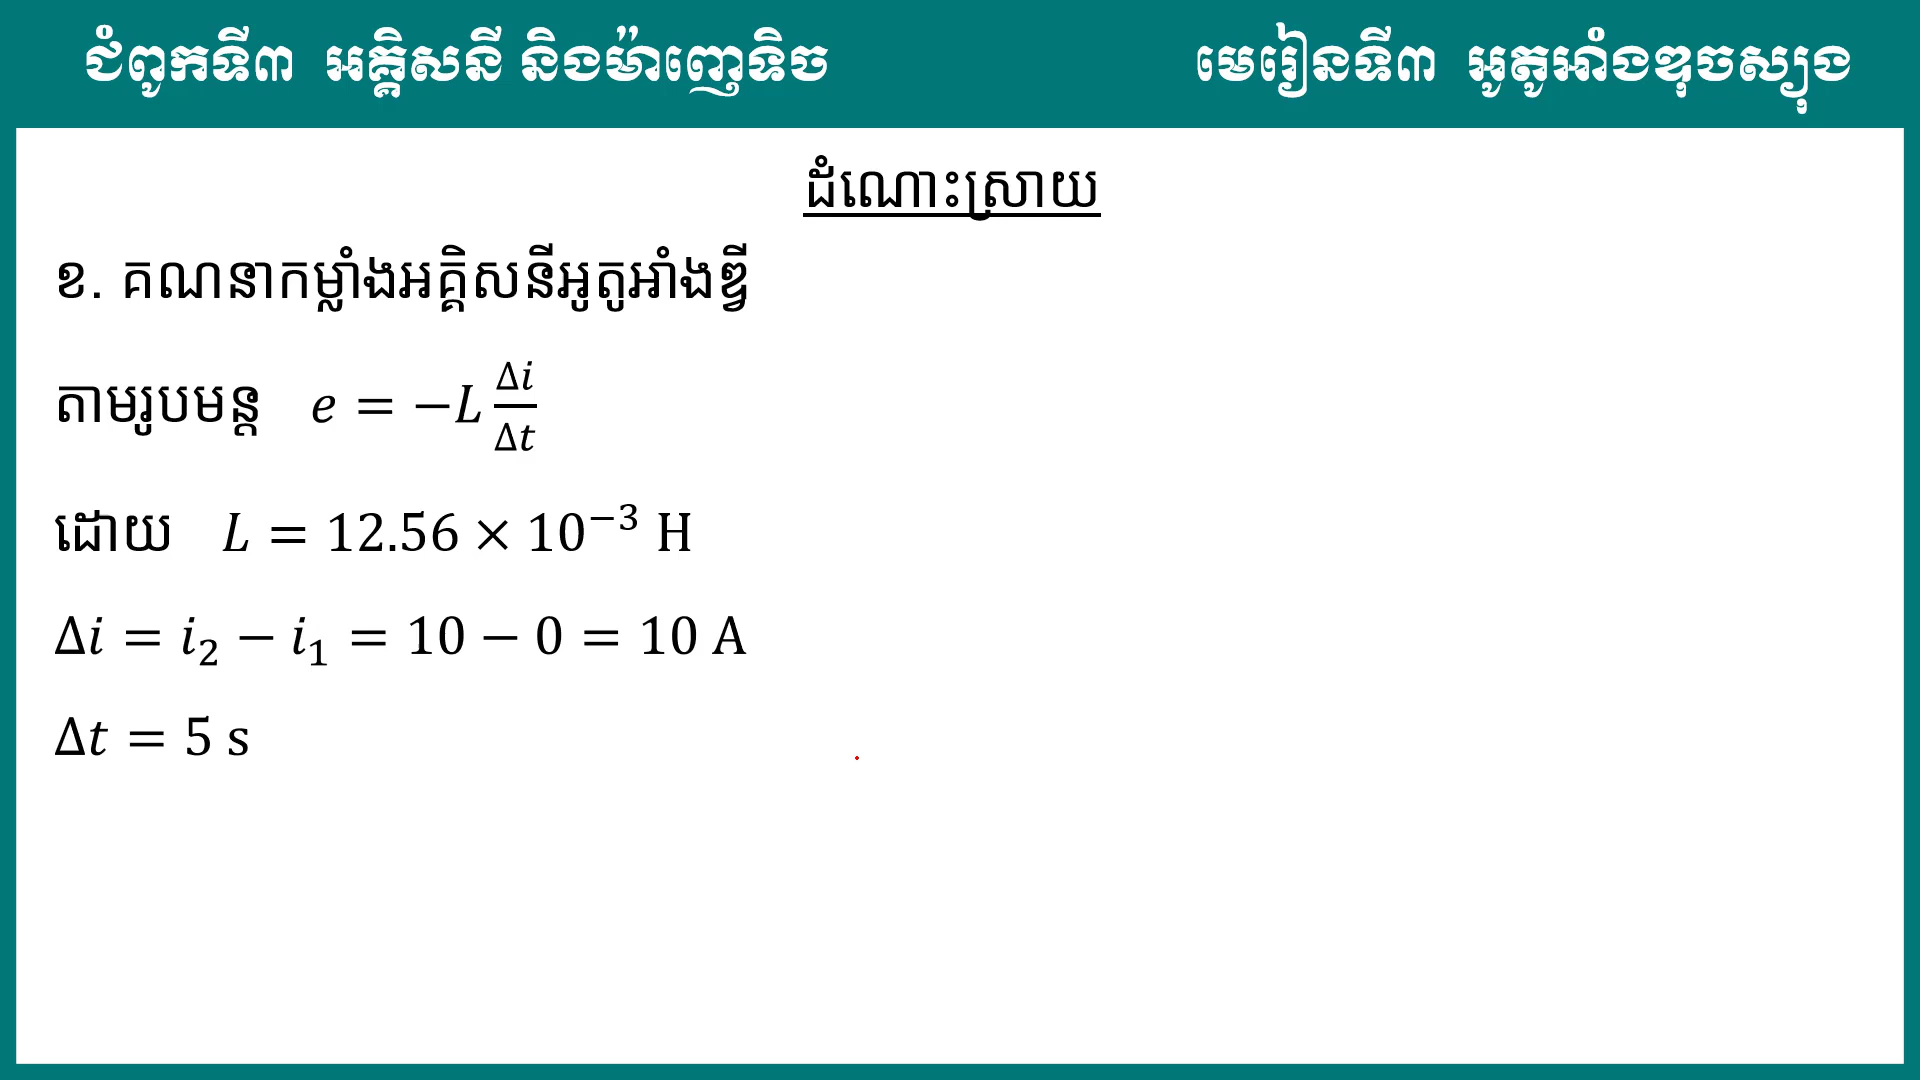 ជំពូកទី៣ អគ្គិសនី និងម៉ាញេទិច
មេរៀនទី៣ អូតូអាំងឌុចស្យុង
ដំណោះស្រាយ
ខ. គណនាកម្លាំងអគ្គិសនីអូតូអាំងឌ្វី
តាមរូបមន្ត e = −L Δi/Δt
ដោយ L = 12.56 × 10⁻³ H
Δi = i₂ − i₁ = 10 − 0 = 10 A
Δt = 5 s